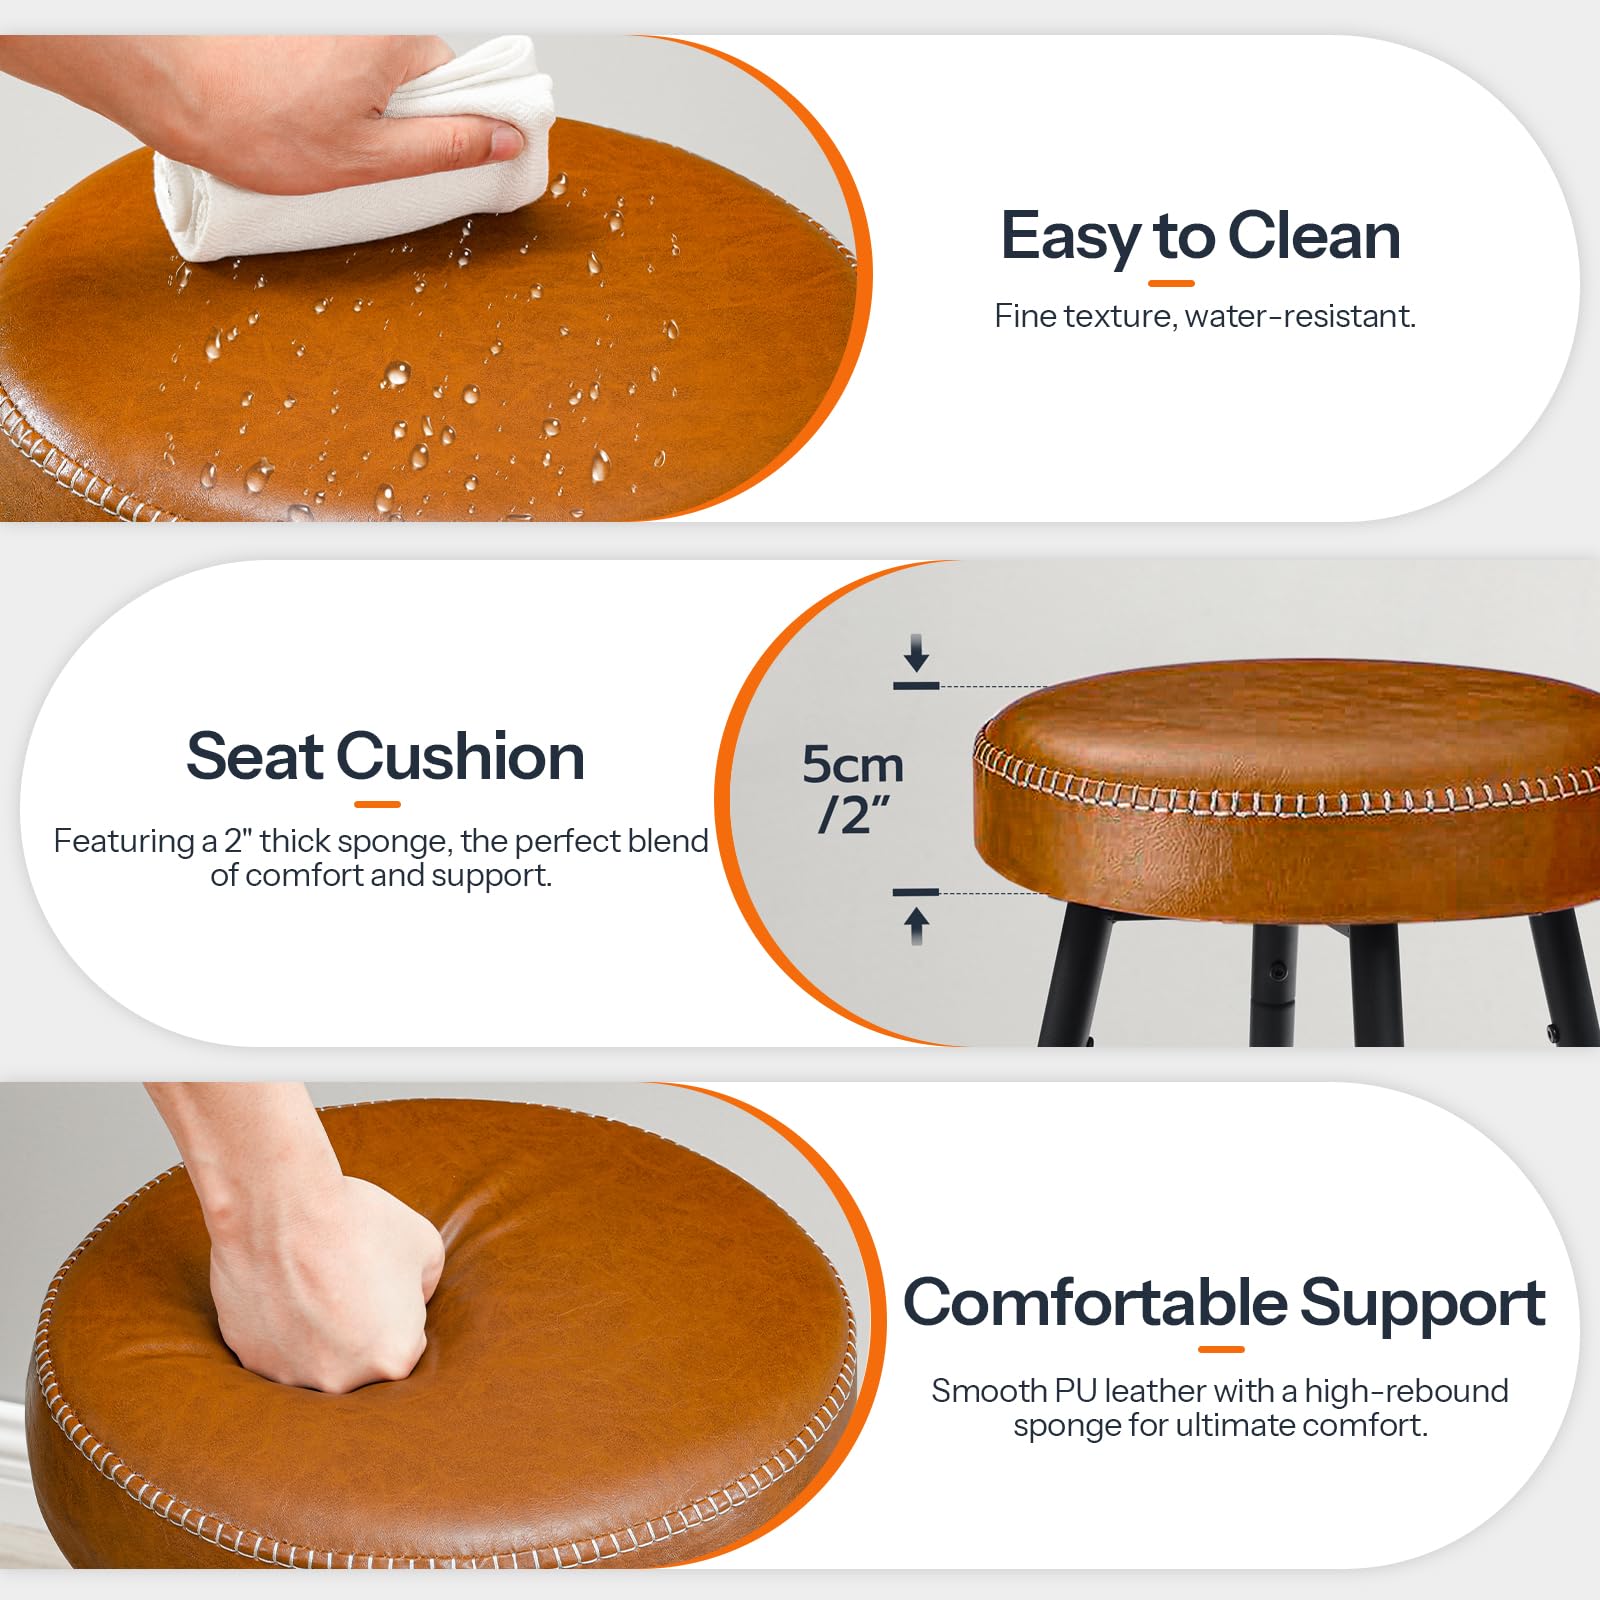 Easy to Clean
Fine texture, water-resistant.
Seat Cushion
Featuring a 2" thick sponge, the perfect blend
of comfort and support.
5cm
/2”
Comfortable Support
Smooth PU leather with a high-rebound
sponge for ultimate comfort.